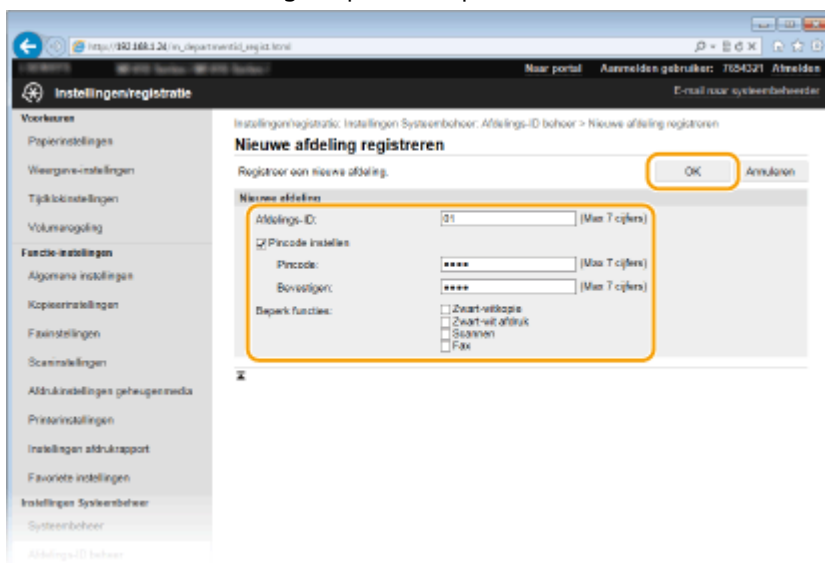 http://192.168.1.24/m_departmentid_regist.html
Naar portal Aanmelden gebruiker: 7654321 Afmelden
Instellingen/registratie
E-mail naar systeembeheerder
Voorkeuren
Papierinstellingen
Weergave-instellingen
Tijdklokinstellingen
Volumeregeling
Functie-instellingen
Algemene instellingen
Kopieerinstellingen
Faxinstellingen
Scaninstellingen
Afdrukinstellingen geheugenmedia
Printerinstellingen
Instellingen afdrukrapport
Favoriete instellingen
Instellingen Systeembeheer
Systeembeheer
Afdelings-ID beheer
Instellingen/registratie: Instellingen Systeembeheer: Afdelings-ID beheer > Nieuwe afdeling registreren
Nieuwe afdeling registreren
Registreer een nieuwe afdeling.
OK Annuleren
Nieuwe afdeling
Afdelings-ID: 01 (Max 7 cijfers)
Pincode instellen
Pincode: •••• (Max 7 cijfers)
Bevestigen: •••• (Max 7 cijfers)
Beperk functies: Zwart-witkopie
Zwart-wit afdruk
Scannen
Fax